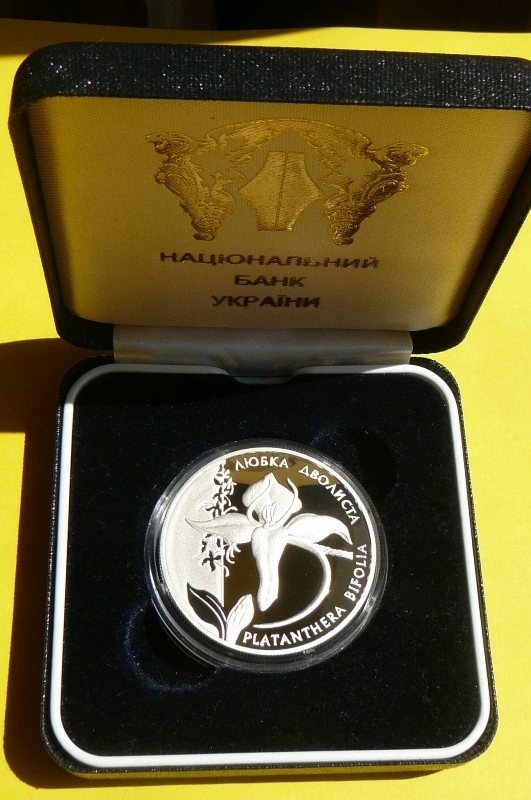 НАЦІОНАЛЬНИЙ
БАНК
УКРАЇНИ
ЛЮБКА ДВОЛИСТА
PLATANTHERA BIFOLIA